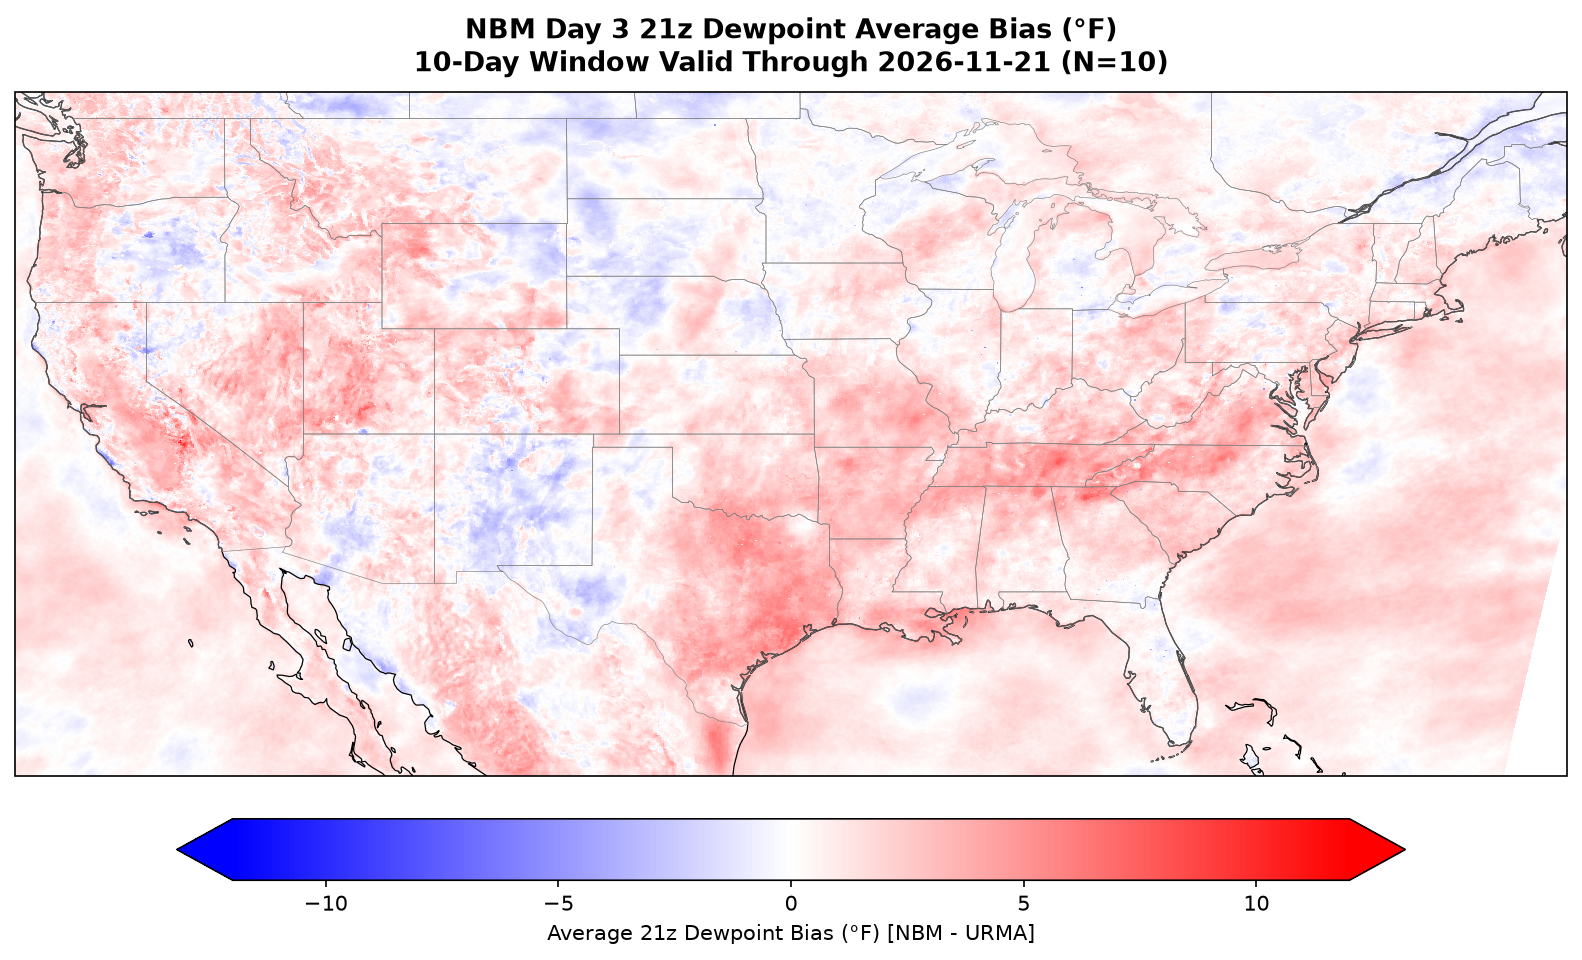 NBM Day 3 21z Dewpoint Average Bias (°F)
10-Day Window Valid Through 2026-11-21 (N=10)
−10 −5 0 5 10
Average 21z Dewpoint Bias (°F) [NBM - URMA]